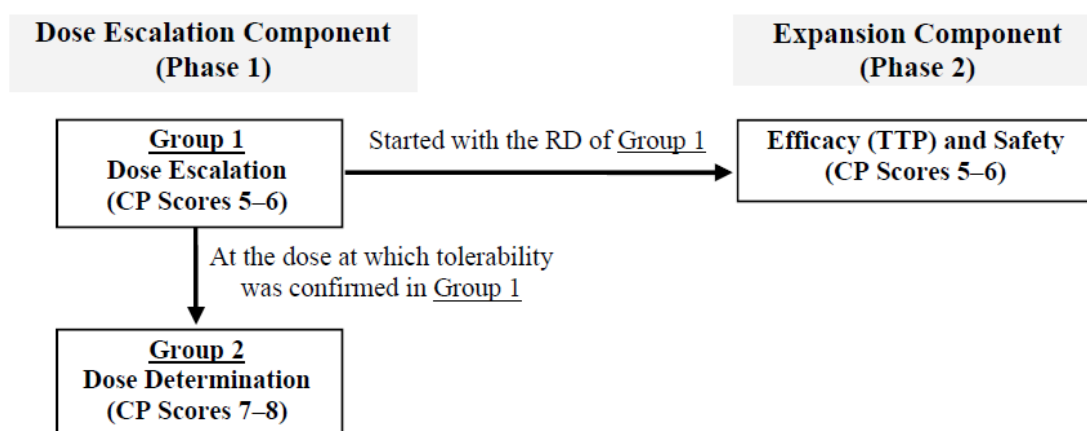 Dose Escalation Component
(Phase 1)
Expansion Component
(Phase 2)
Group 1
Dose Escalation
(CP Scores 5–6)
Started with the RD of Group 1
Efficacy (TTP) and Safety
(CP Scores 5–6)
At the dose at which tolerability
was confirmed in Group 1
Group 2
Dose Determination
(CP Scores 7–8)